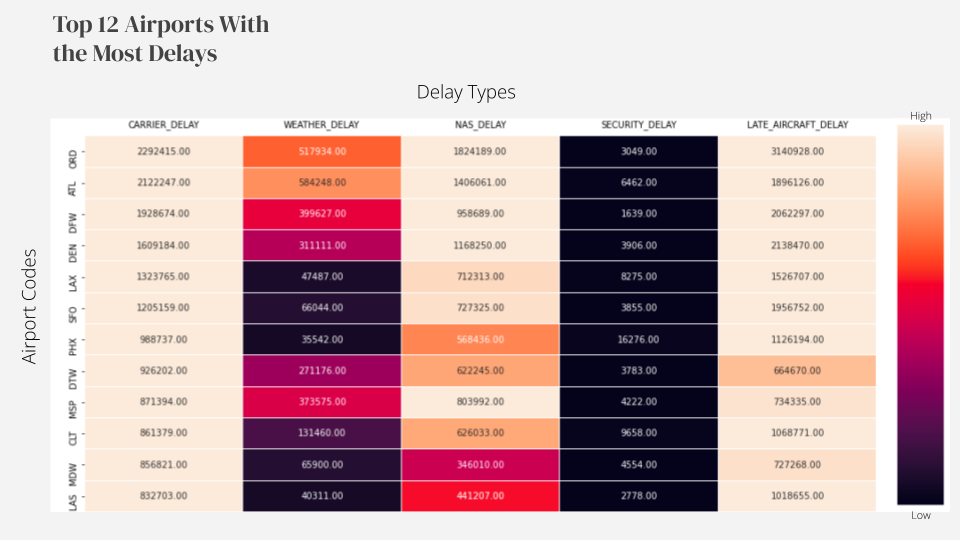 Top 12 Airports With
the Most Delays
Delay Types
High
CARRIER_DELAY WEATHER_DELAY NAS_DELAY SECURITY_DELAY LATE_AIRCRAFT_DELAY
Airport Codes
ORD 2292415.00 517934.00 1824189.00 3049.00 3140928.00
ATL 2122247.00 584248.00 1406061.00 6462.00 1896126.00
DFW 1928674.00 399627.00 958689.00 1639.00 2062297.00
DEN 1609184.00 311111.00 1168250.00 3906.00 2138470.00
LAX 1323765.00 47487.00 712313.00 8275.00 1526707.00
SFO 1205159.00 66044.00 727325.00 3855.00 1956752.00
PHX 988737.00 35542.00 568436.00 16276.00 1126194.00
DTW 926202.00 271176.00 622245.00 3783.00 664670.00
MSP 871394.00 373575.00 803992.00 4222.00 734335.00
CLT 861379.00 131460.00 626033.00 9658.00 1068771.00
MDW 856821.00 65900.00 346010.00 4554.00 727268.00
LAS 832703.00 40311.00 441207.00 2778.00 1018655.00
Low